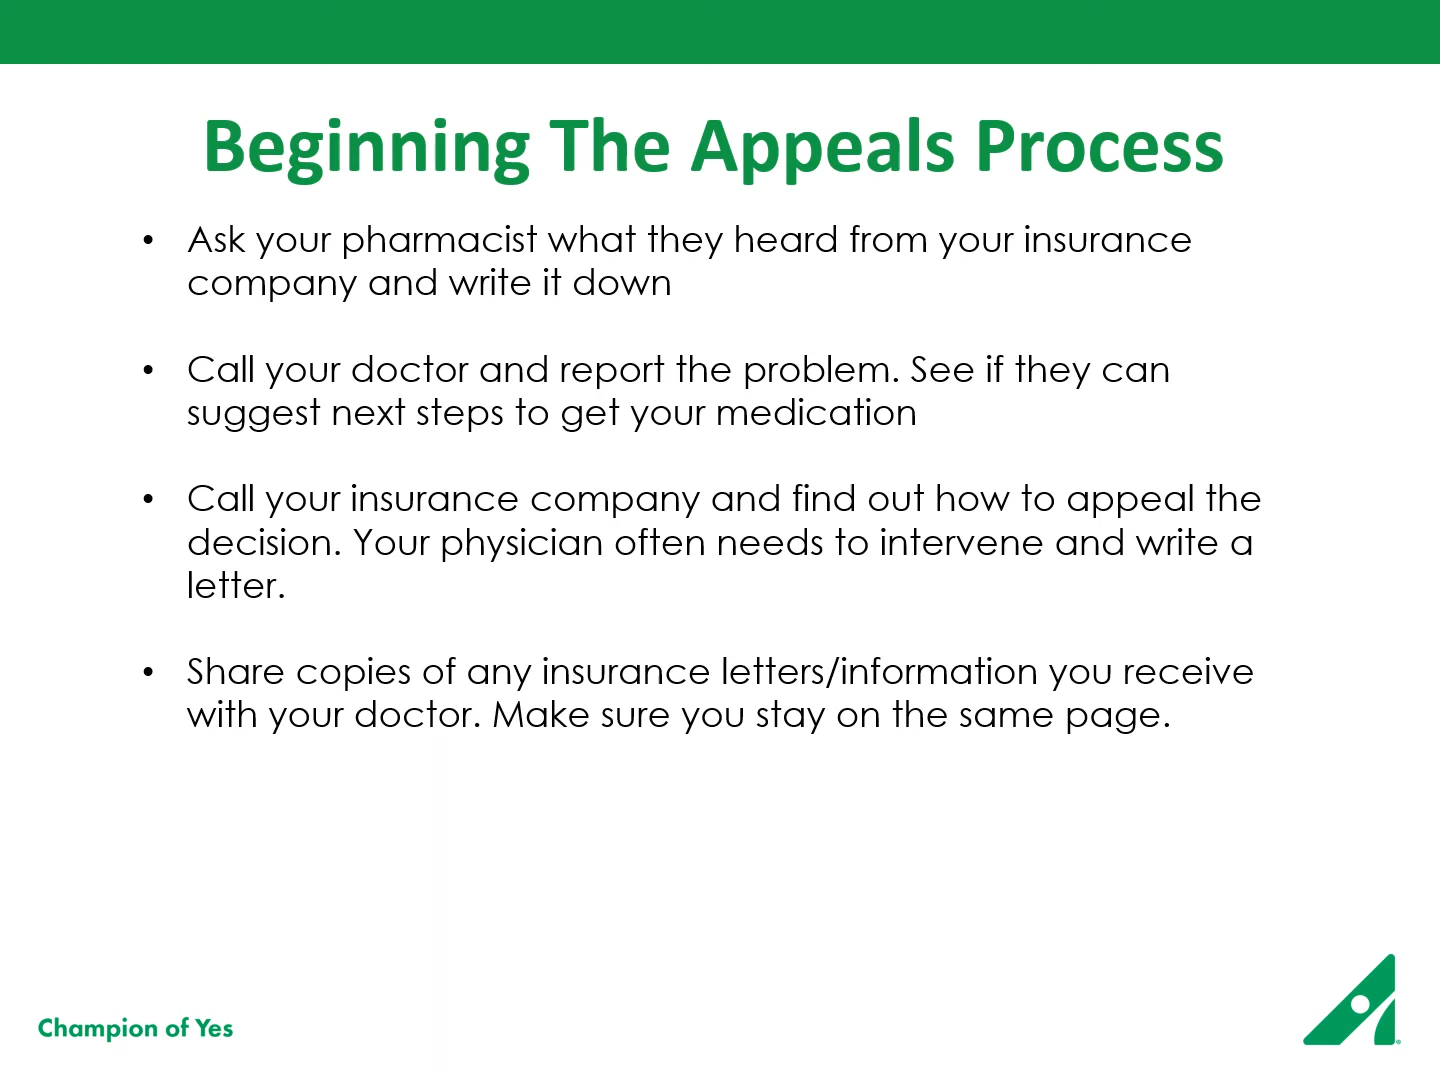 Beginning The Appeals Process
• Ask your pharmacist what they heard from your insurance
company and write it down
• Call your doctor and report the problem. See if they can
suggest next steps to get your medication
• Call your insurance company and find out how to appeal the
decision. Your physician often needs to intervene and write a
letter.
• Share copies of any insurance letters/information you receive
with your doctor. Make sure you stay on the same page.
Champion of Yes
®